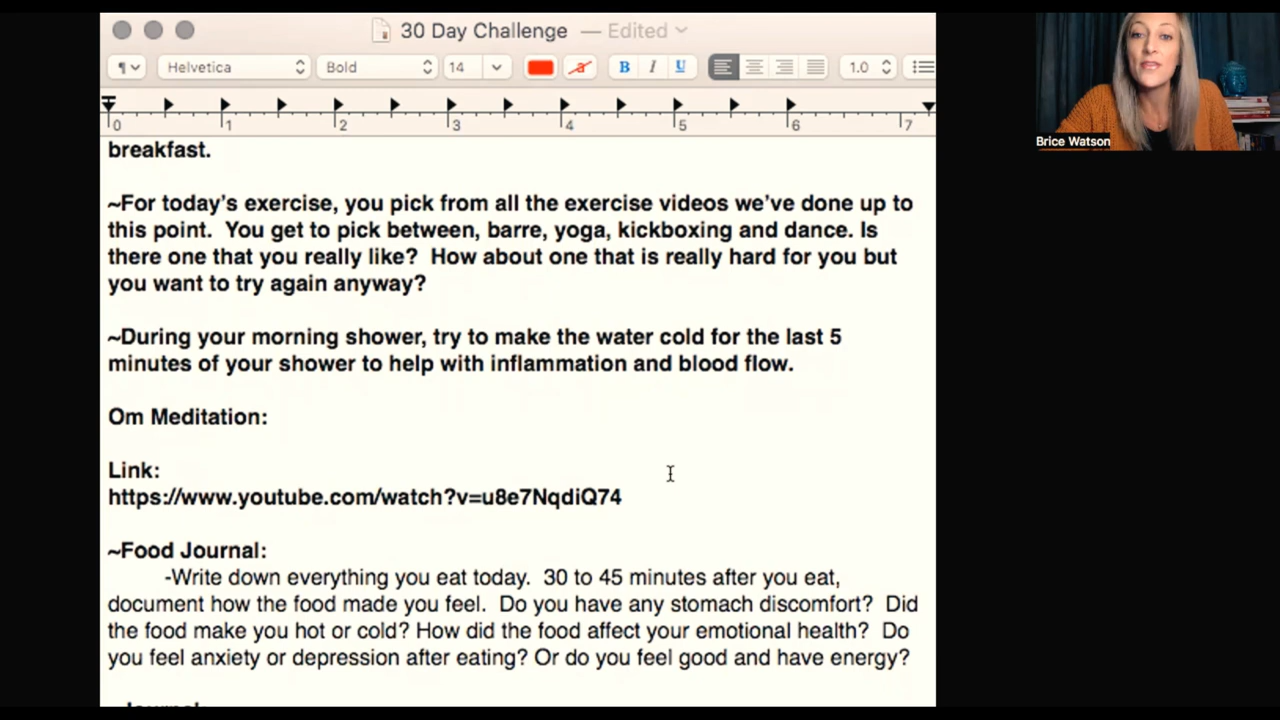 30 Day Challenge — Edited
¶ Helvetica Bold 14 a B I U 1.0
0 1 2 3 4 5 6 7
breakfast.
~For today's exercise, you pick from all the exercise videos we've done up to
this point.  You get to pick between, barre, yoga, kickboxing and dance. Is
there one that you really like?  How about one that is really hard for you but
you want to try again anyway?
~During your morning shower, try to make the water cold for the last 5
minutes of your shower to help with inflammation and blood flow.
Om Meditation:
Link:
https://www.youtube.com/watch?v=u8e7NqdiQ74
~Food Journal:
-Write down everything you eat today.  30 to 45 minutes after you eat,
document how the food made you feel.  Do you have any stomach discomfort?  Did
the food make you hot or cold? How did the food affect your emotional health?  Do
you feel anxiety or depression after eating? Or do you feel good and have energy?
Brice Watson